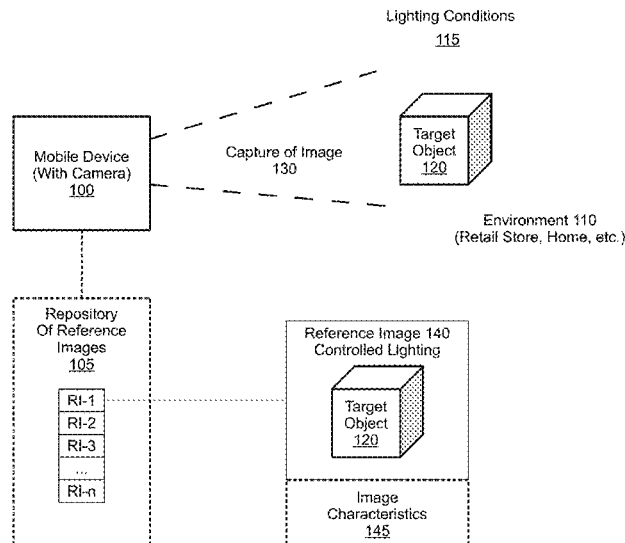 Lighting Conditions
115
Mobile Device
(With Camera)
100
Capture of Image
130
Target
Object
120
Environment 110
(Retail Store, Home, etc.)
Repository
Of Reference
Images
105
RI-1
RI-2
RI-3
...
RI-n
Reference Image 140
Controlled Lighting
Target
Object
120
Image
Characteristics
145